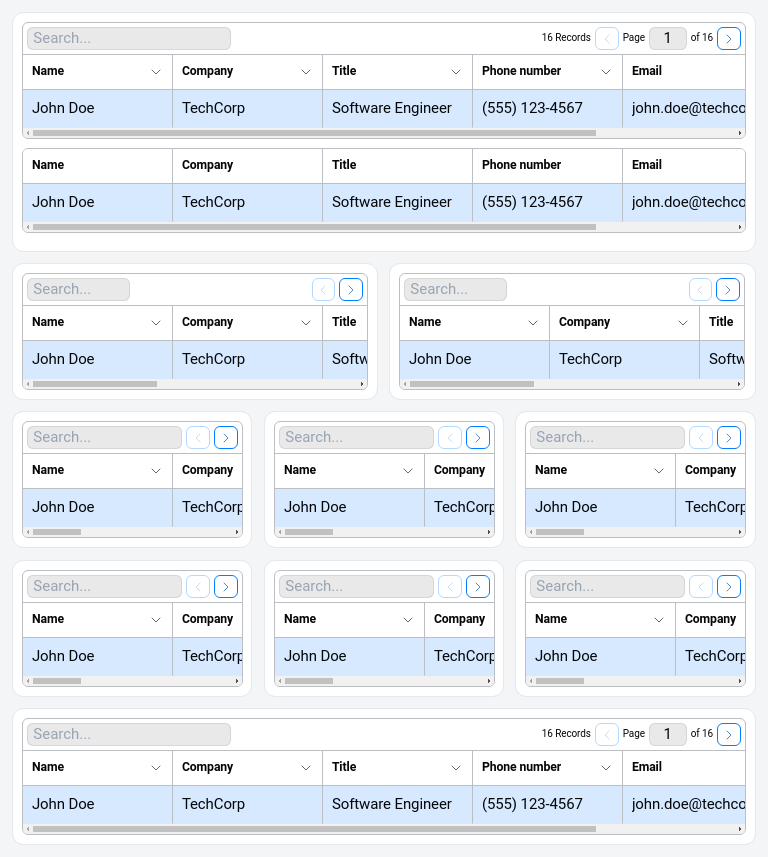 Search... 16 Records Page 1 of 16
Name Company Title Phone number Email
John Doe TechCorp Software Engineer (555) 123-4567 john.doe@techco
Name Company Title Phone number Email
John Doe TechCorp Software Engineer (555) 123-4567 john.doe@techco
Search...
Name Company Title
John Doe TechCorp Softw
Search...
Name Company Title
John Doe TechCorp Softw
Search...
Name Company
John Doe TechCorp
Search...
Name Company
John Doe TechCorp
Search...
Name Company
John Doe TechCorp
Search...
Name Company
John Doe TechCorp
Search...
Name Company
John Doe TechCorp
Search...
Name Company
John Doe TechCorp
Search... 16 Records Page 1 of 16
Name Company Title Phone number Email
John Doe TechCorp Software Engineer (555) 123-4567 john.doe@techco